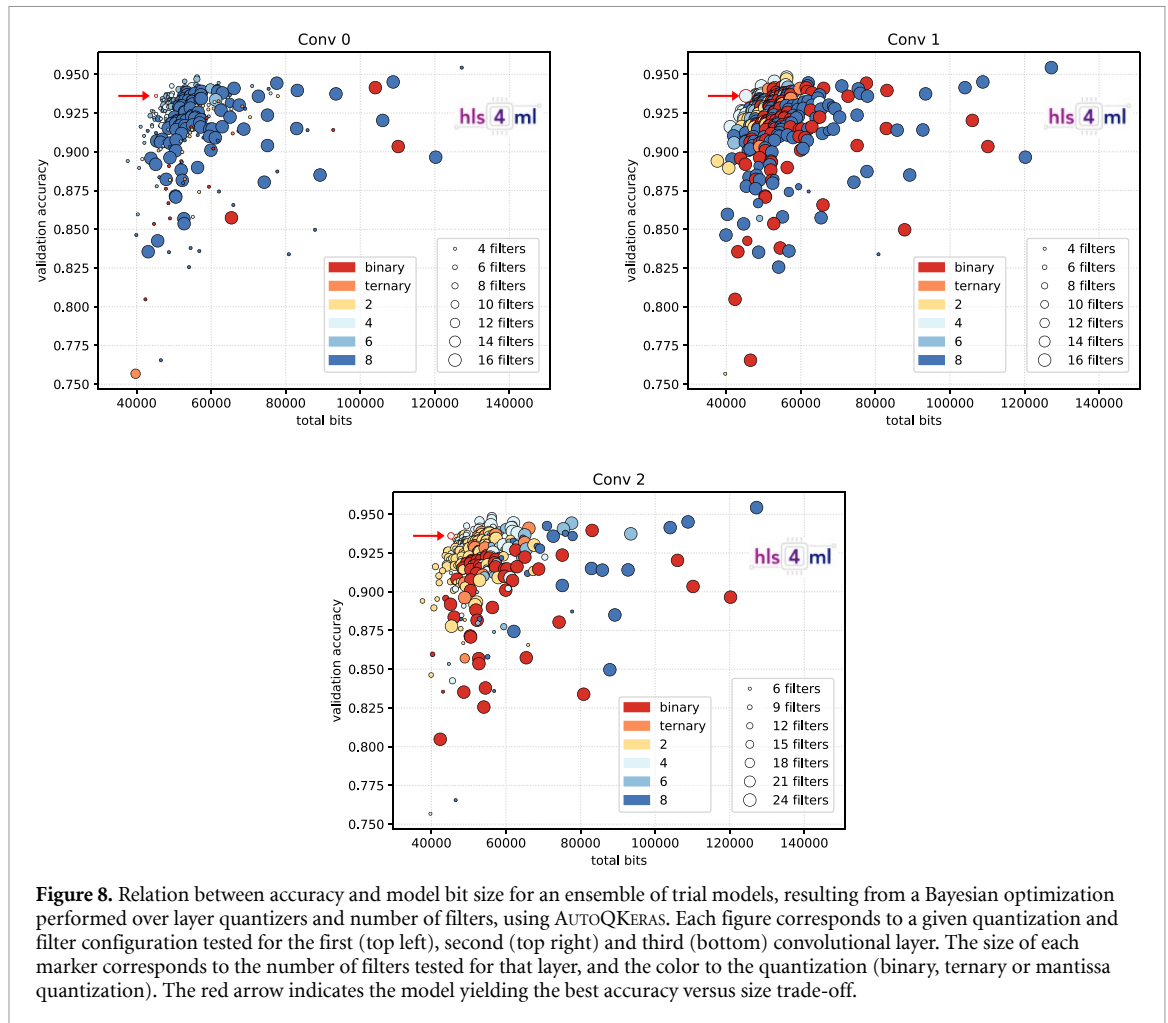 Conv 0
0.950
0.925
0.900
0.875
0.850
0.825
0.800
0.775
0.750
validation accuracy
hls 4 ml
binary
ternary
2
4
6
8
4 filters
6 filters
8 filters
10 filters
12 filters
14 filters
16 filters
40000 60000 80000 100000 120000 140000
total bits
Conv 1
0.950
0.925
0.900
0.875
0.850
0.825
0.800
0.775
0.750
validation accuracy
hls 4 ml
binary
ternary
2
4
6
8
4 filters
6 filters
8 filters
10 filters
12 filters
14 filters
16 filters
40000 60000 80000 100000 120000 140000
total bits
Conv 2
0.950
0.925
0.900
0.875
0.850
0.825
0.800
0.775
0.750
validation accuracy
hls 4 ml
binary
ternary
2
4
6
8
6 filters
9 filters
12 filters
15 filters
18 filters
21 filters
24 filters
40000 60000 80000 100000 120000 140000
total bits
Figure 8. Relation between accuracy and model bit size for an ensemble of trial models, resulting from a Bayesian optimization
performed over layer quantizers and number of filters, using AUTOQKERAS. Each figure corresponds to a given quantization and
filter configuration tested for the first (top left), second (top right) and third (bottom) convolutional layer. The size of each
marker corresponds to the number of filters tested for that layer, and the color to the quantization (binary, ternary or mantissa
quantization). The red arrow indicates the model yielding the best accuracy versus size trade-off.